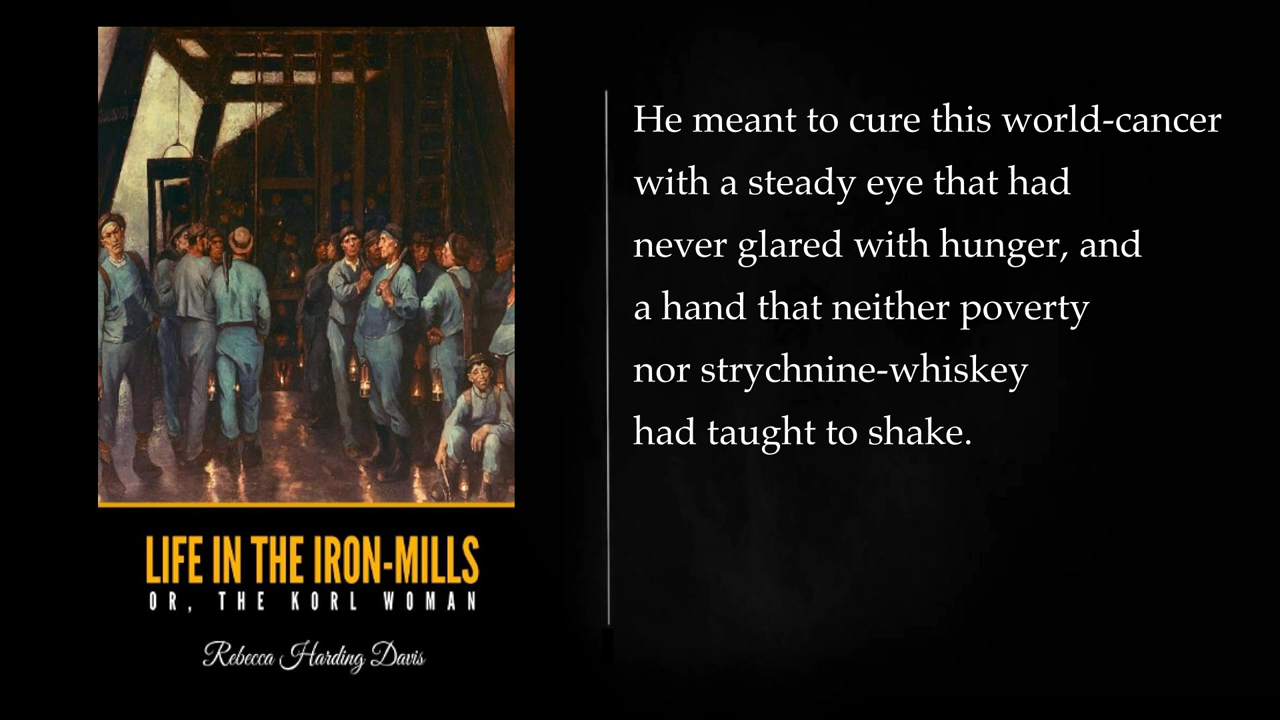 LIFE IN THE IRON-MILLS
OR, THE KORL WOMAN
Rebecca Harding Davis
He meant to cure this world-cancer
with a steady eye that had
never glared with hunger, and
a hand that neither poverty
nor strychnine-whiskey
had taught to shake.